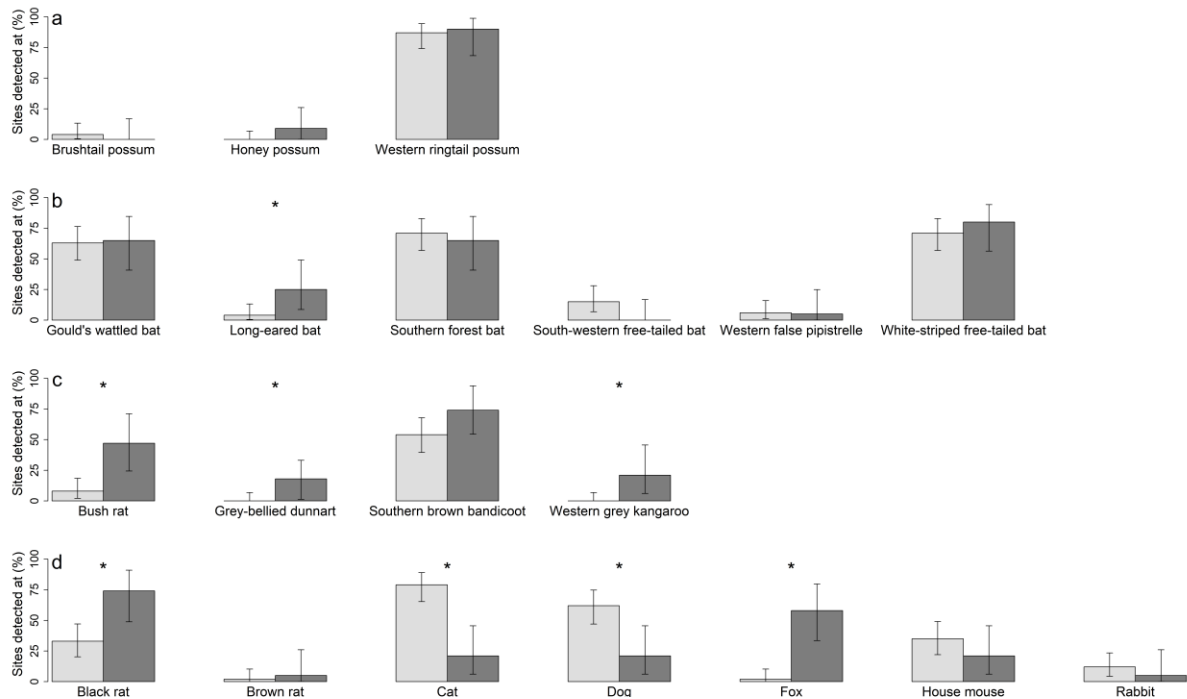 a
Sites detected at (%)
0 25 50 75 100
Brushtail possum Honey possum Western ringtail possum
b
*
Sites detected at (%)
0 25 50 75 100
Gould's wattled bat Long-eared bat Southern forest bat South-western free-tailed bat Western false pipistrelle White-striped free-tailed bat
c
* * *
Sites detected at (%)
0 25 50 75 100
Bush rat Grey-bellied dunnart Southern brown bandicoot Western grey kangaroo
d
* * * *
Sites detected at (%)
0 25 50 75 100
Black rat Brown rat Cat Dog Fox House mouse Rabbit